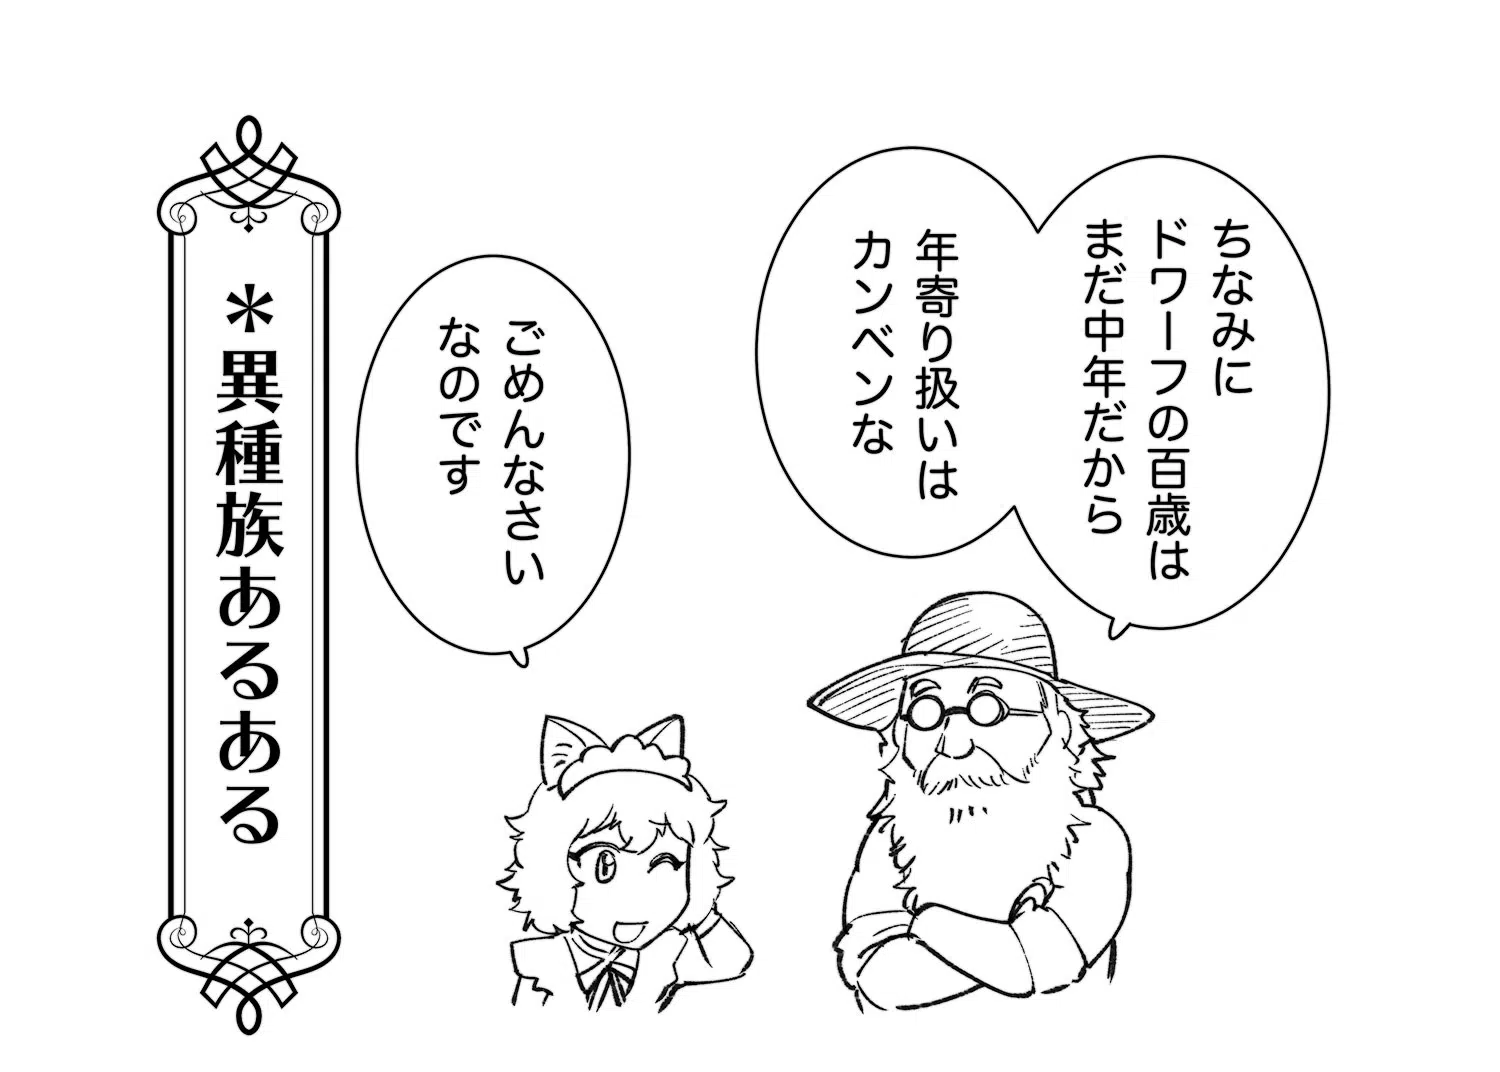 ちなみに
ドワーフの百歳は
まだ中年だから
年寄り扱いは
カンベンな
ごめんなさい
なのです
＊異種族あるある